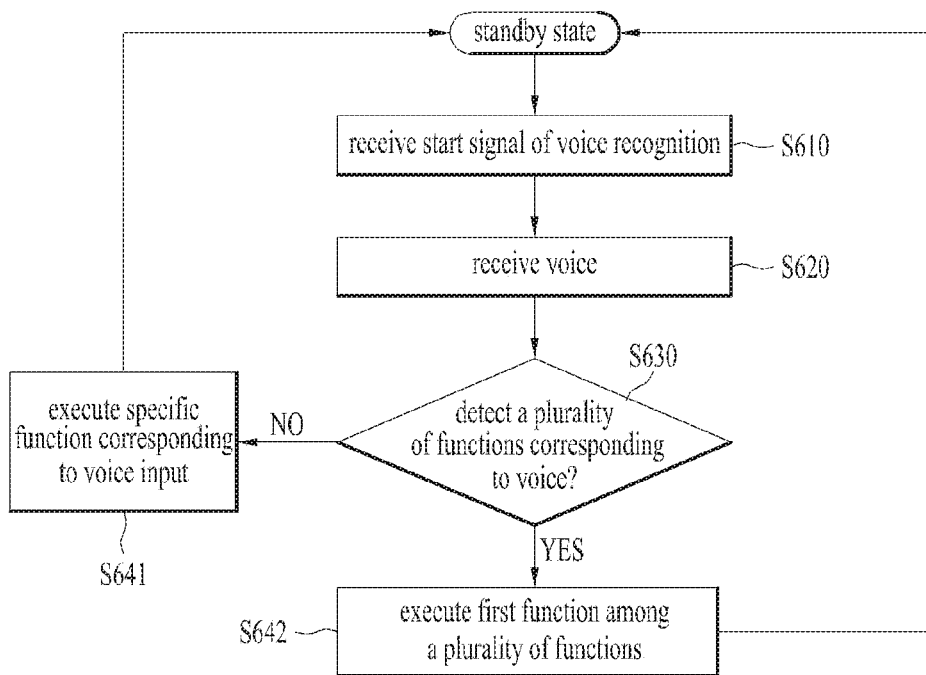 standby state
receive start signal of voice recognition
S610
receive voice
S620
S630
detect a plurality
of functions corresponding
to voice?
NO
execute specific
function corresponding
to voice input
S641
YES
S642
execute first function among
a plurality of functions